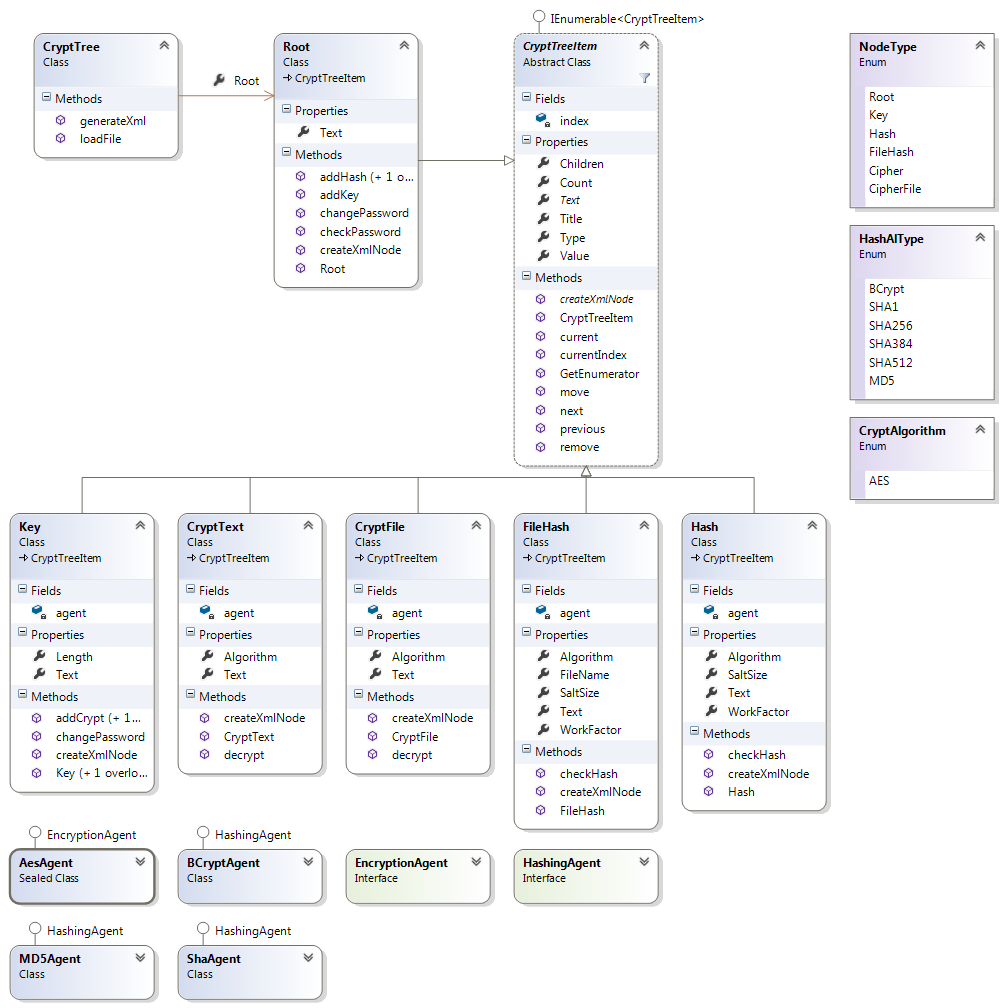 CryptTree
Class
Methods
generateXml
loadFile
Root
Root
Class
CryptTreeItem
Properties
Text
Methods
addHash (+ 1 o...
addKey
changePassword
checkPassword
createXmlNode
Root
IEnumerable<CryptTreeItem>
CryptTreeItem
Abstract Class
Fields
index
Properties
Children
Count
Text
Title
Type
Value
Methods
createXmlNode
CryptTreeItem
current
currentIndex
GetEnumerator
move
next
previous
remove
NodeType
Enum
Root
Key
Hash
FileHash
Cipher
CipherFile
HashAlType
Enum
BCrypt
SHA1
SHA256
SHA384
SHA512
MD5
CryptAlgorithm
Enum
AES
Key
Class
CryptTreeItem
Fields
agent
Properties
Length
Text
Methods
addCrypt (+ 1...
changePassword
createXmlNode
Key (+ 1 overlo...
CryptText
Class
CryptTreeItem
Fields
agent
Properties
Algorithm
Text
Methods
createXmlNode
CryptText
decrypt
CryptFile
Class
CryptTreeItem
Fields
agent
Properties
Algorithm
Text
Methods
createXmlNode
CryptFile
decrypt
FileHash
Class
CryptTreeItem
Fields
agent
Properties
Algorithm
FileName
SaltSize
Text
WorkFactor
Methods
checkHash
createXmlNode
FileHash
Hash
Class
CryptTreeItem
Fields
agent
Properties
Algorithm
SaltSize
Text
WorkFactor
Methods
checkHash
createXmlNode
Hash
EncryptionAgent
AesAgent
Sealed Class
HashingAgent
BCryptAgent
Class
EncryptionAgent
Interface
HashingAgent
Interface
HashingAgent
MD5Agent
Class
HashingAgent
ShaAgent
Class